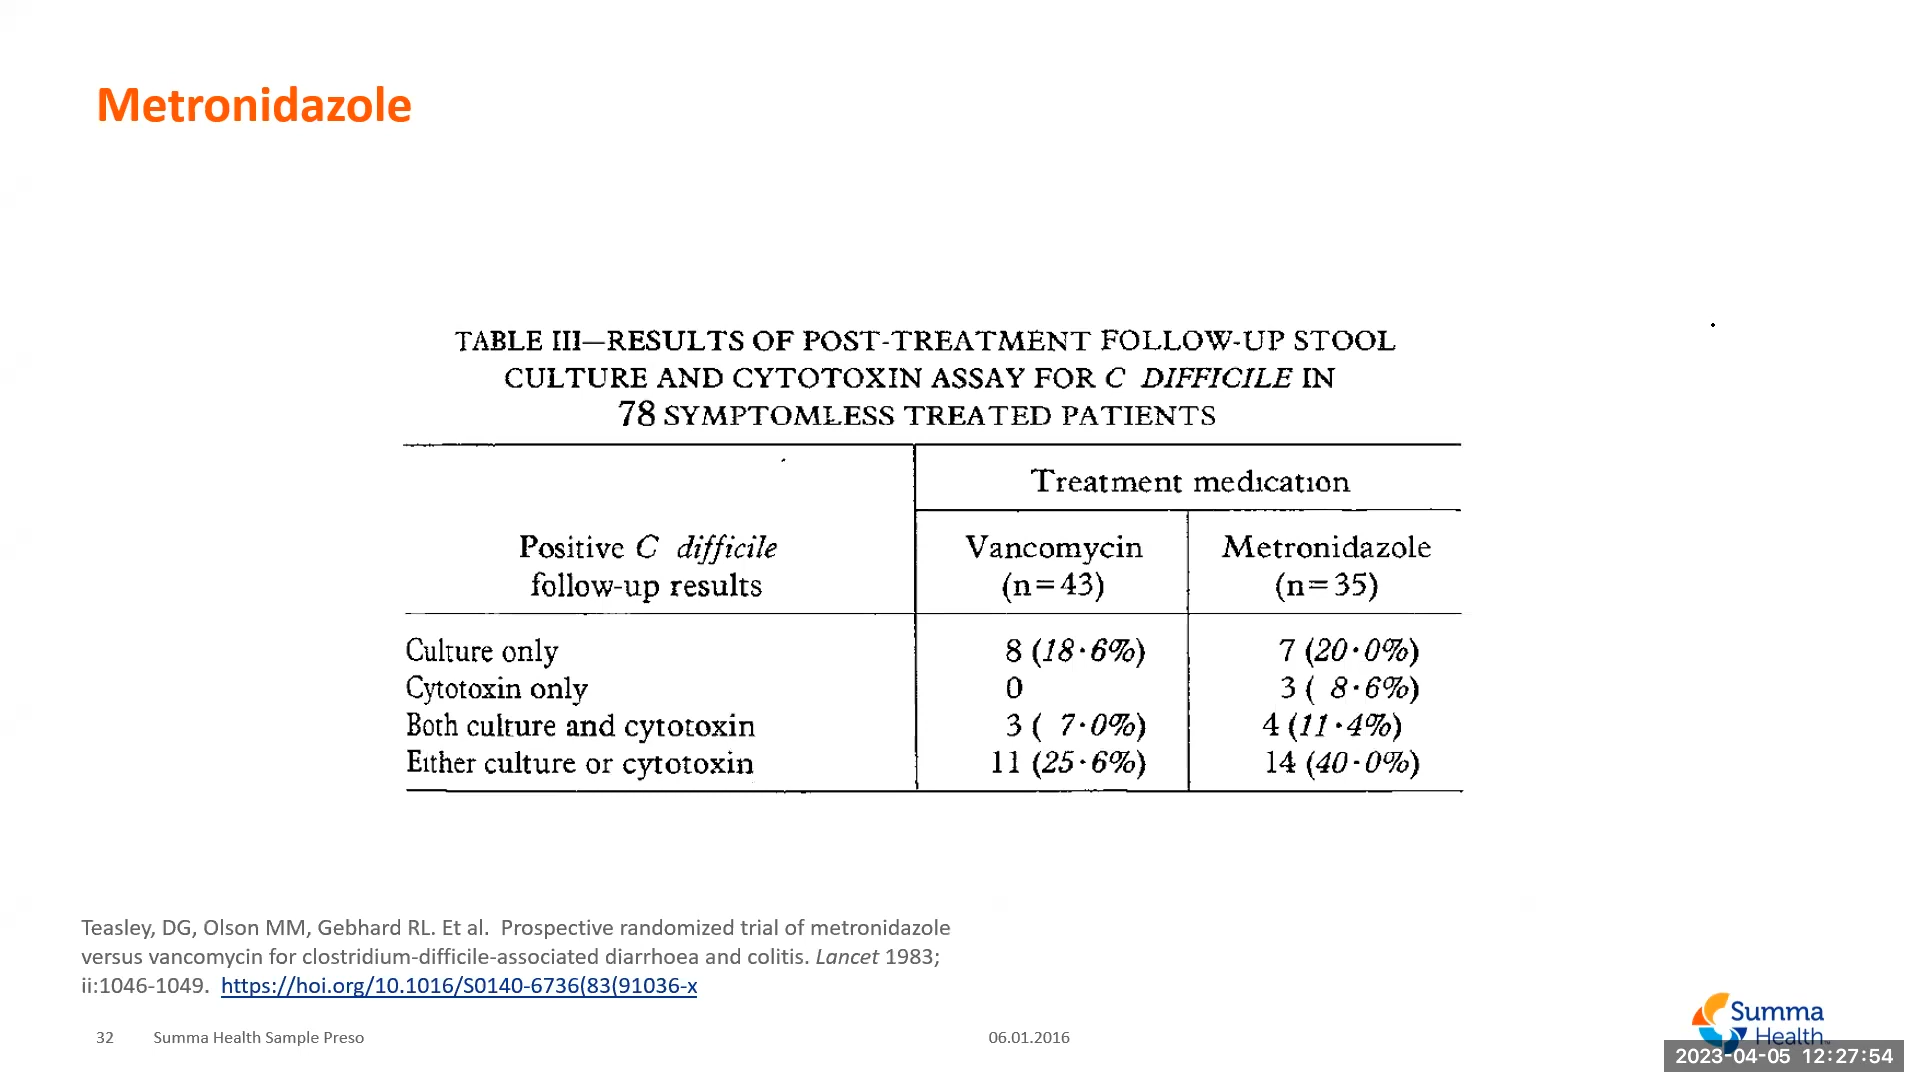 Metronidazole
TABLE III—RESULTS OF POST-TREATMENT FOLLOW-UP STOOL
CULTURE AND CYTOTOXIN ASSAY FOR C DIFFICILE IN
78 SYMPTOMLESS TREATED PATIENTS
Treatment medication
Positive C difficile
follow-up results
Vancomycin
(n=43)
Metronidazole
(n=35)
Culture only 8 (18·6%) 7 (20·0%)
Cytotoxin only 0 3 ( 8·6%)
Both culture and cytotoxin 3 ( 7·0%) 4 (11·4%)
Either culture or cytotoxin 11 (25·6%) 14 (40·0%)
Teasley, DG, Olson MM, Gebhard RL. Et al. Prospective randomized trial of metronidazole
versus vancomycin for clostridium-difficile-associated diarrhoea and colitis. Lancet 1983;
ii:1046-1049. https://hoi.org/10.1016/S0140-6736(83(91036-x
32 Summa Health Sample Preso 06.01.2016
Summa
Health
2023-04-05 12:27:54